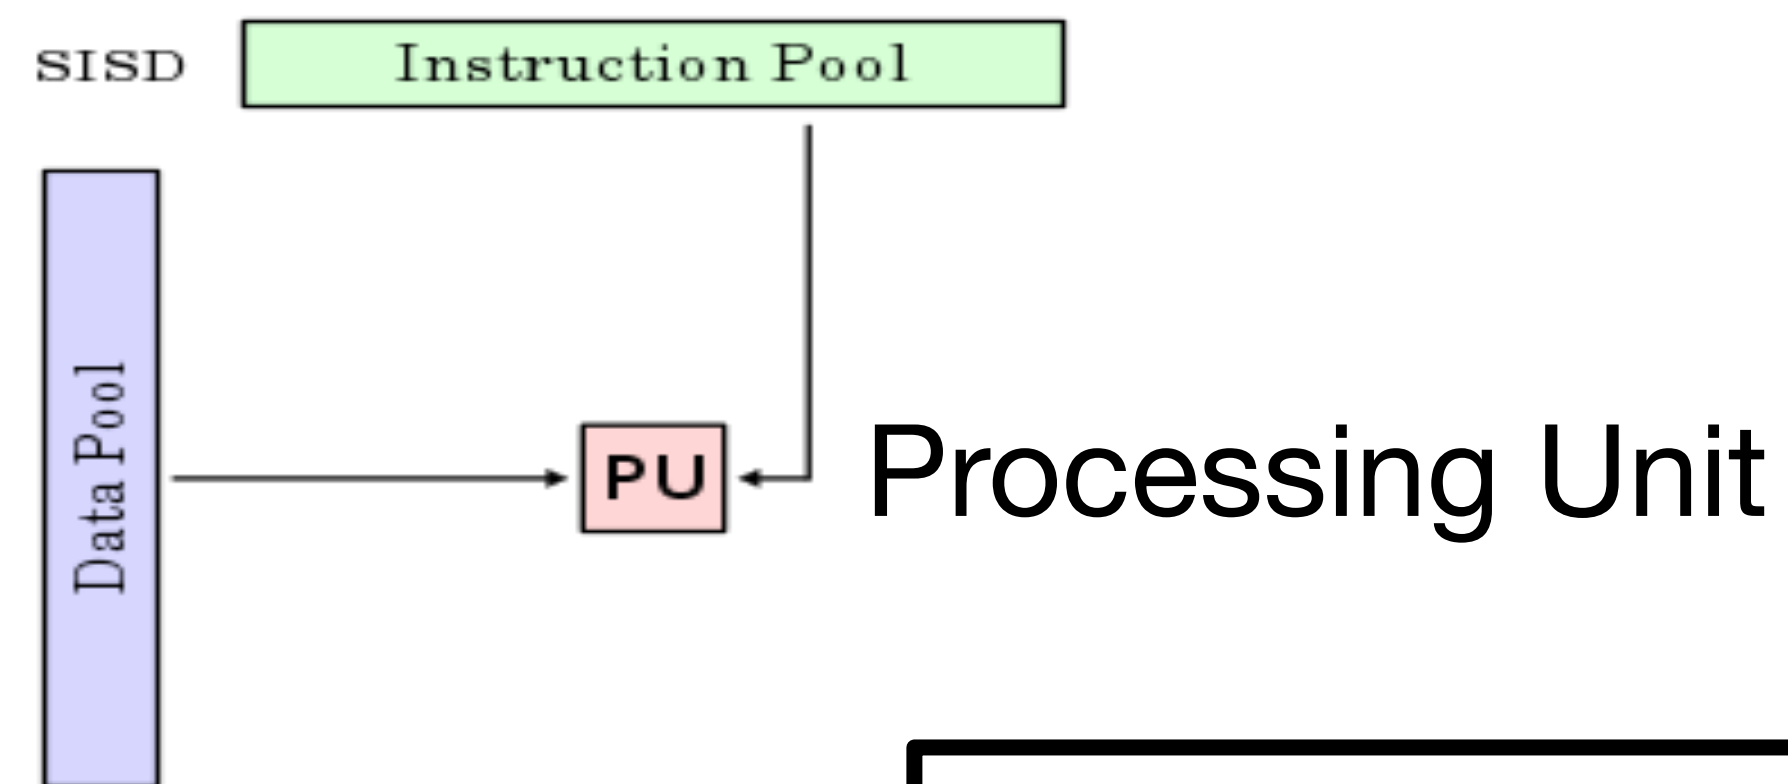 SISD
Instruction Pool
Data Pool
PU
Processing Unit